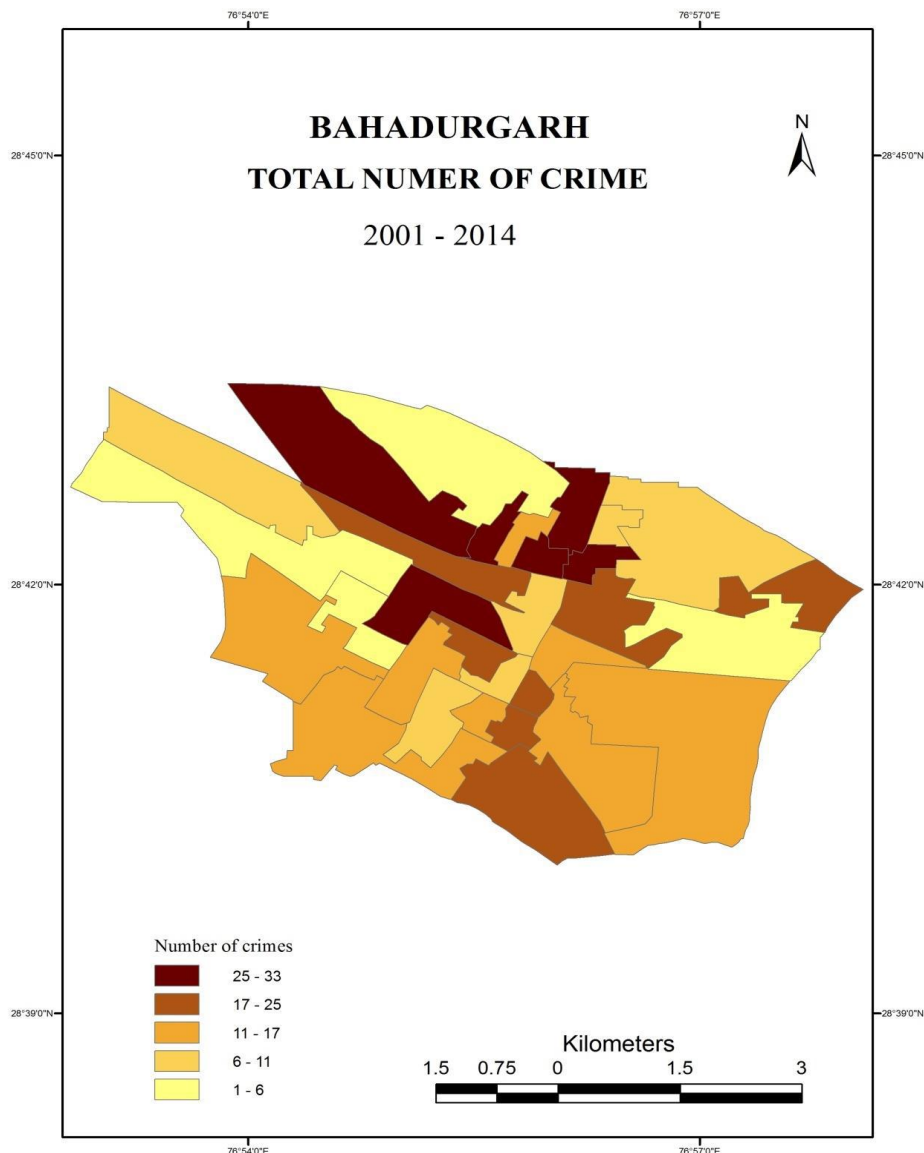 76°54'0"E 76°57'0"E
BAHADURGARH
N
28°45'0"N 28°45'0"N
TOTAL NUMER OF CRIME
2001 - 2014
28°42'0"N 28°42'0"N
Number of crimes
25 - 33
17 - 25
11 - 17
6 - 11
1 - 6
28°39'0"N 28°39'0"N
Kilometers
1.5 0.75 0 1.5 3
76°54'0"E 76°57'0"E